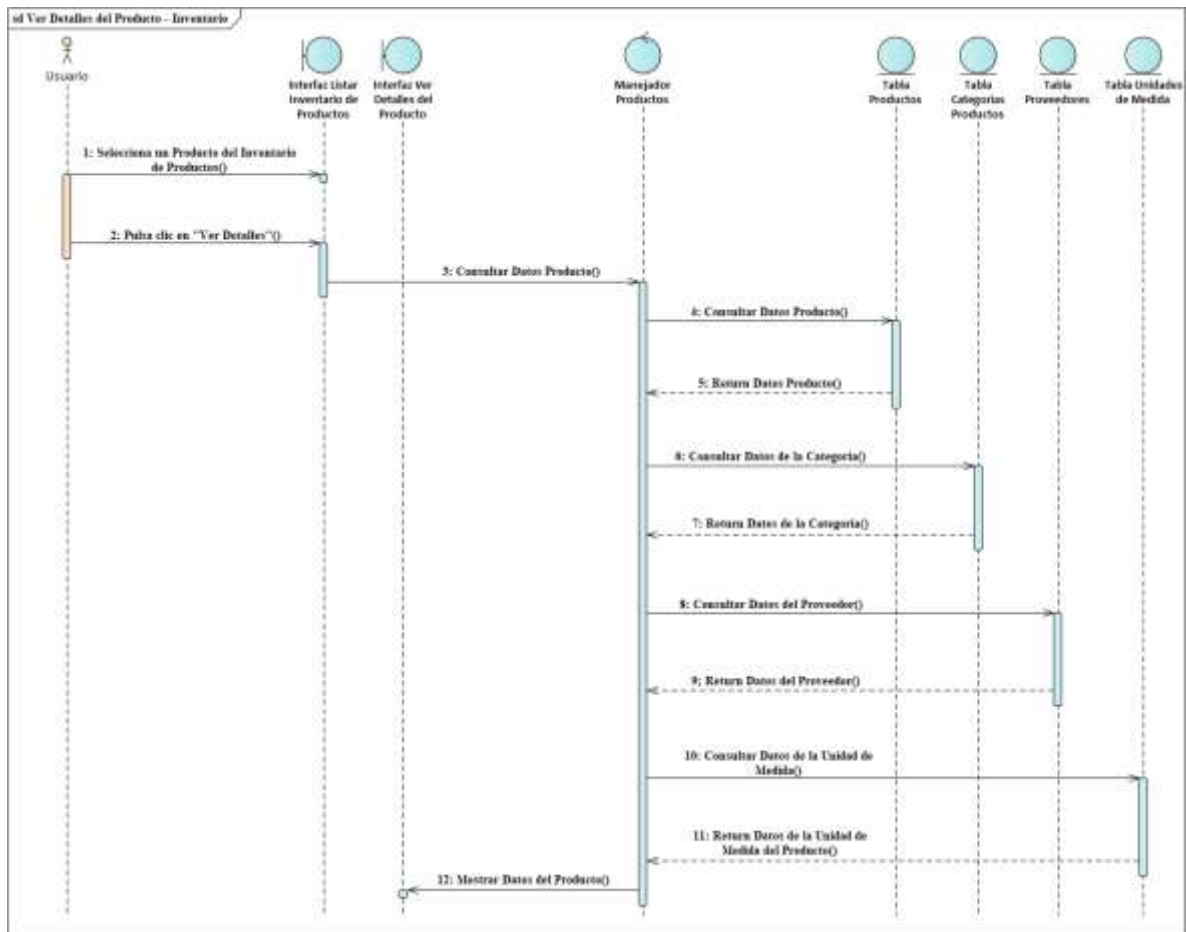 sd Ver Detalles del Producto - Inventario
Usuario
Interfaz Listar
Inventario de
Productos
Interfaz Ver
Detalles del
Producto
Manejador
Productos
Tabla
Productos
Tabla
Categorias
Productos
Tabla
Proveedores
Tabla Unidades
de Medida
1: Selecciona un Producto del Inventario
de Productos()
2: Pulsa clic en "Ver Detalles"()
3: Consultar Datos Producto()
4: Consultar Datos Producto()
5: Return Datos Producto()
6: Consultar Datos de la Categoría()
7: Return Datos de la Categoría()
8: Consultar Datos del Proveedor()
9: Return Datos del Proveedor()
10: Consultar Datos de la Unidad de
Medida()
11: Return Datos de la Unidad de
Medida del Producto()
12: Mostrar Datos del Producto()